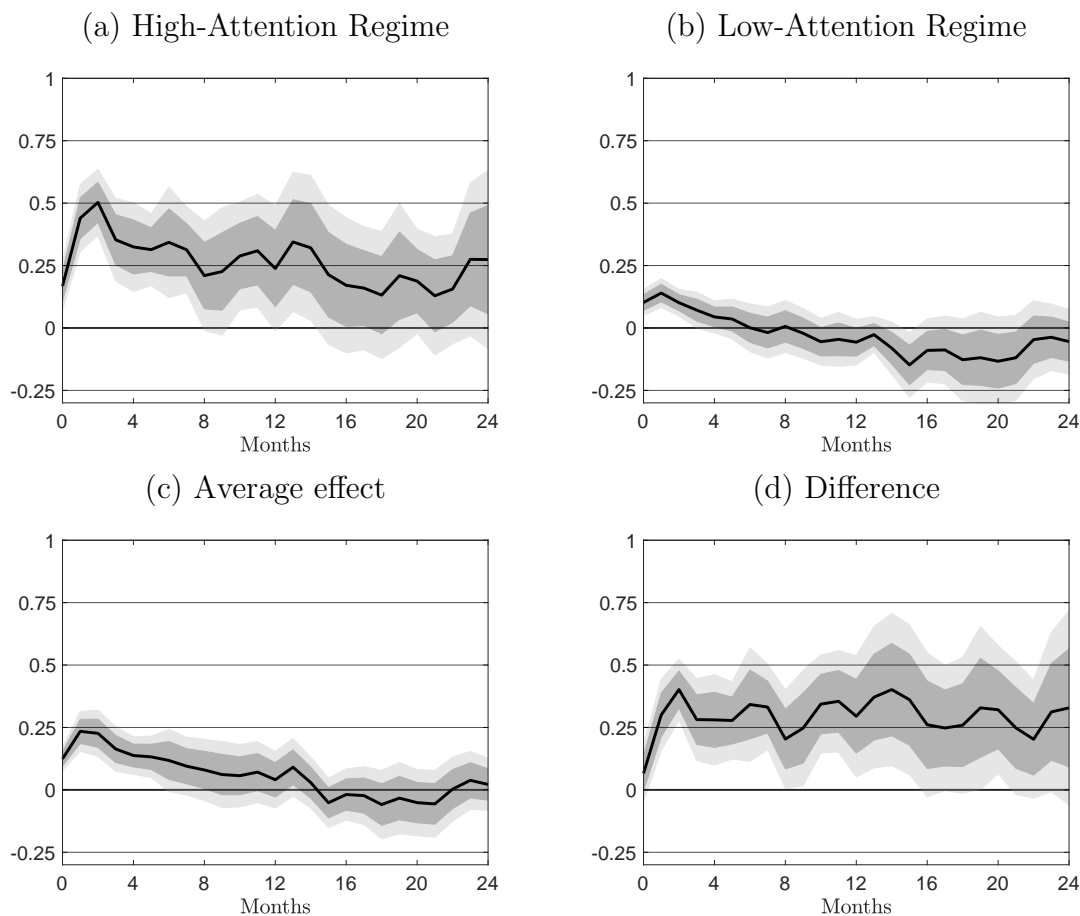 (a) High-Attention Regime
(b) Low-Attention Regime
1
0.75
0.5
0.25
0
-0.25
0 4 8 12 16 20 24
Months
1
0.75
0.5
0.25
0
-0.25
0 4 8 12 16 20 24
Months
(c) Average effect
(d) Difference
1
0.75
0.5
0.25
0
-0.25
0 4 8 12 16 20 24
Months
1
0.75
0.5
0.25
0
-0.25
0 4 8 12 16 20 24
Months